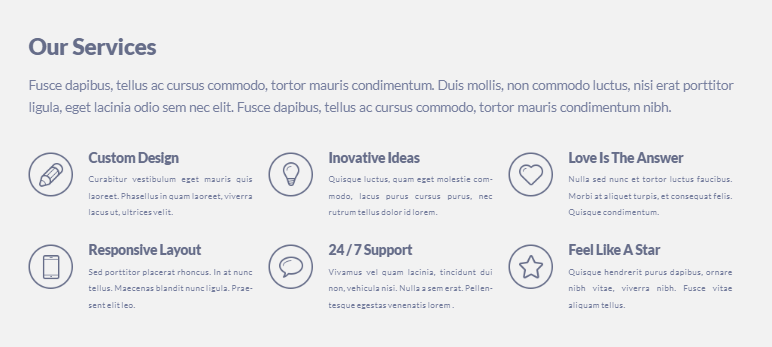 Our Services
Fusce dapibus, tellus ac cursus commodo, tortor mauris condimentum. Duis mollis, non commodo luctus, nisi erat porttitor
ligula, eget lacinia odio sem nec elit. Fusce dapibus, tellus ac cursus commodo, tortor mauris condimentum nibh.
Custom Design
Curabitur vestibulum eget mauris quis
laoreet. Phasellus in quam laoreet, viverra
lacus ut, ultrices velit.
Inovative Ideas
Quisque luctus, quam eget molestie com-
modo, lacus purus cursus purus, nec
rutrum tellus dolor id lorem.
Love Is The Answer
Nulla sed nunc et tortor luctus faucibus.
Morbi at aliquet turpis, et consequat felis.
Quisque condimentum.
Responsive Layout
Sed porttitor placerat rhoncus. In at nunc
tellus. Maecenas blandit nunc ligula. Prae-
sent elit leo.
24 / 7 Support
Vivamus vel quam lacinia, tincidunt dui
non, vehicula nisi. Nulla a sem erat. Pellen-
tesque egestas venenatis lorem .
Feel Like A Star
Quisque hendrerit purus dapibus, ornare
nibh vitae, viverra nibh. Fusce vitae
aliquam tellus.